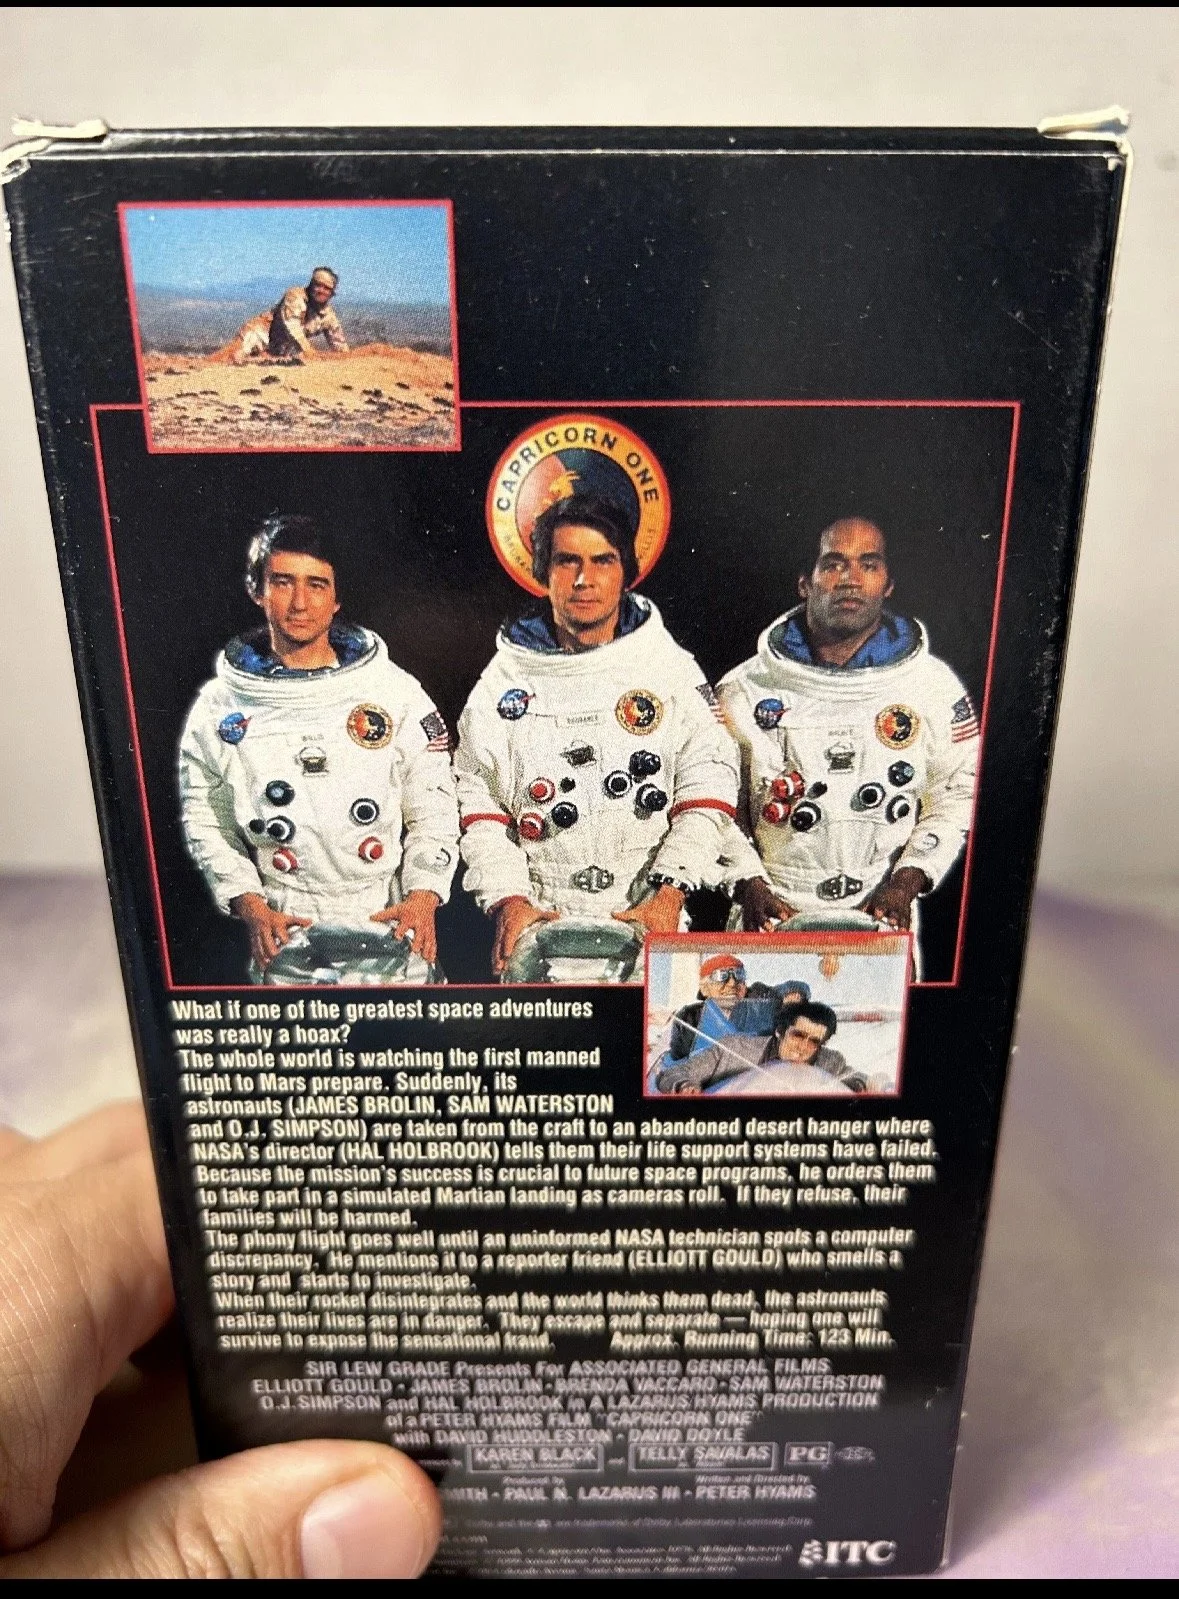 CAPRICORN ONE
What if one of the greatest space adventures
was really a hoax?
The whole world is watching the first manned
flight to Mars prepare. Suddenly, its
astronauts (JAMES BROLIN, SAM WATERSTON
and O.J. SIMPSON) are taken from the craft to an abandoned desert hanger where
NASA's director (HAL HOLBROOK) tells them their life support systems have failed.
Because the mission's success is crucial to future space programs, he orders them
to take part in a simulated Martian landing as cameras roll. If they refuse, their
families will be harmed.
The phony flight goes well until an uninformed NASA technician spots a computer
discrepancy. He mentions it to a reporter friend (ELLIOTT GOULD) who smells a
story and starts to investigate.
When their rocket disintegrates and the world thinks them dead, the astronauts
realize their lives are in danger. They escape and separate — hoping one will
survive to expose the sensational fraud. Approx. Running Time: 123 Min.
SIR LEW GRADE Presents For ASSOCIATED GENERAL FILMS
ELLIOTT GOULD · JAMES BROLIN · BRENDA VACCARO · SAM WATERSTON
O.J. SIMPSON and HAL HOLBROOK in A LAZARUS HYAMS PRODUCTION
of a PETER HYAMS FILM "CAPRICORN ONE"
with DAVID HUDDLESTON · DAVID DOYLE
KAREN BLACK and TELLY SAVALAS PG
Produced by Written and Directed by
PAUL N. LAZARUS III · PETER HYAMS
ITC